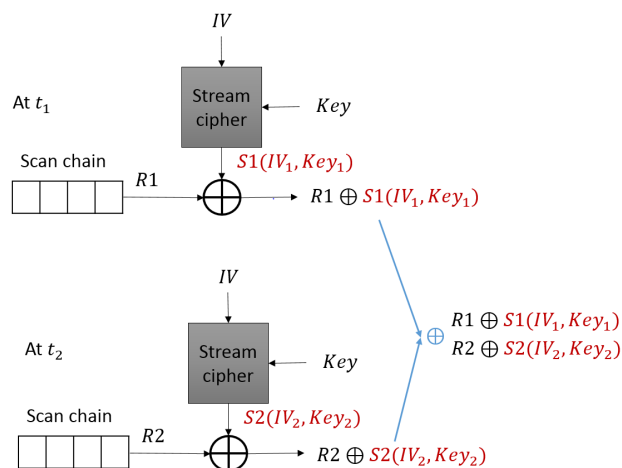 IV
At t₁
Stream
cipher
Key
S1(IV₁, Key₁)
Scan chain
R1
R1 ⊕ S1(IV₁, Key₁)
IV
At t₂
Stream
cipher
Key
⊕ R1 ⊕ S1(IV₁, Key₁)
R2 ⊕ S2(IV₂, Key₂)
S2(IV₂, Key₂)
Scan chain
R2
R2 ⊕ S2(IV₂, Key₂)